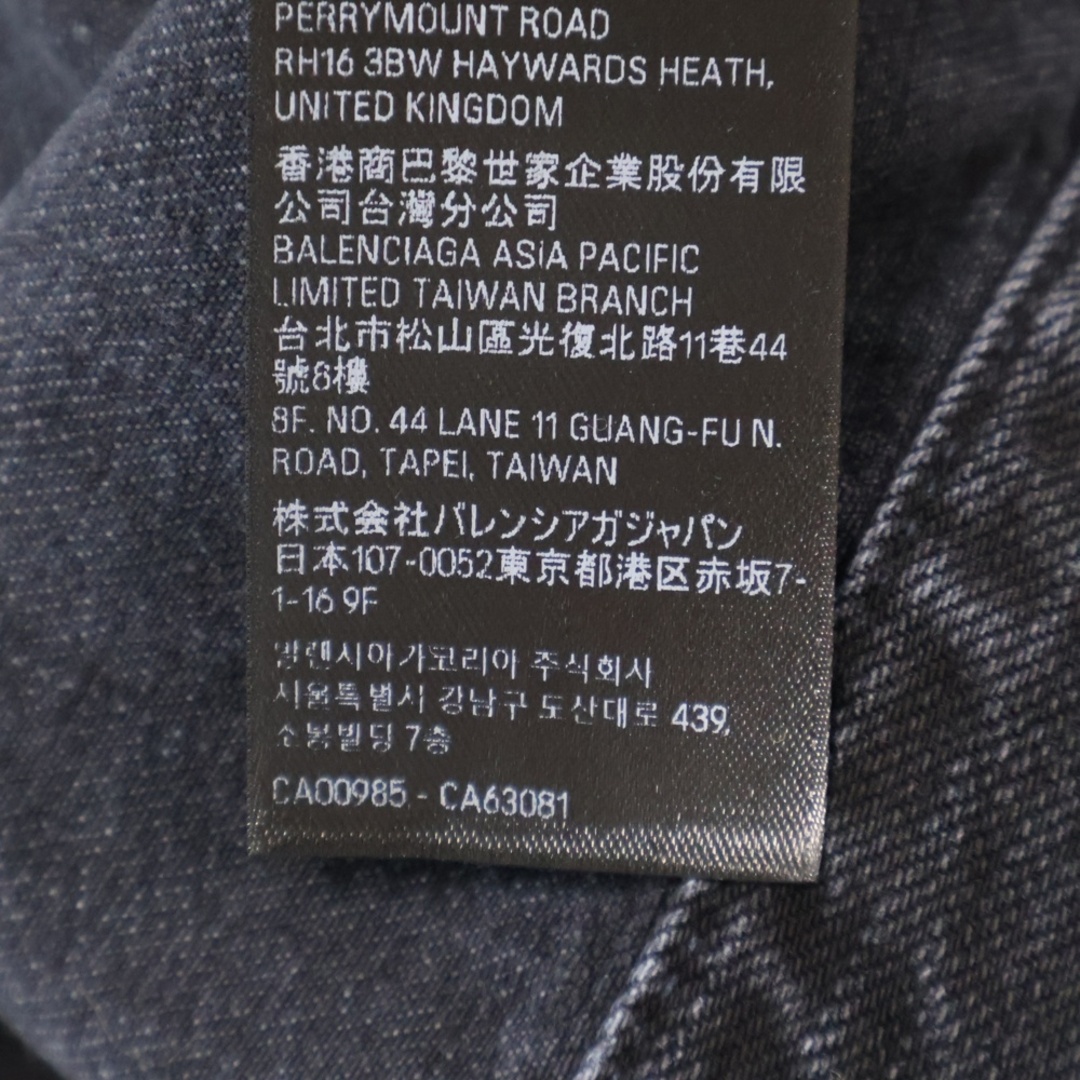 PERRYMOUNT ROAD
RH16 3BW HAYWARDS HEATH,
UNITED KINGDOM
香港商巴黎世家企業股份有限
公司台灣分公司
BALENCIAGA ASIA PACIFIC
LIMITED TAIWAN BRANCH
台北市松山區光復北路11巷44
號8樓
8F. NO. 44 LANE 11 GUANG-FU N.
ROAD, TAPEI, TAIWAN
株式会社バレンシアガジャパン
日本107-0052東京都港区赤坂7-
1-16 9F
발렌시아가코리아 주식회사
서울특별시 강남구 도산대로 439,
소봉빌딩 7층
CA00985 - CA63081